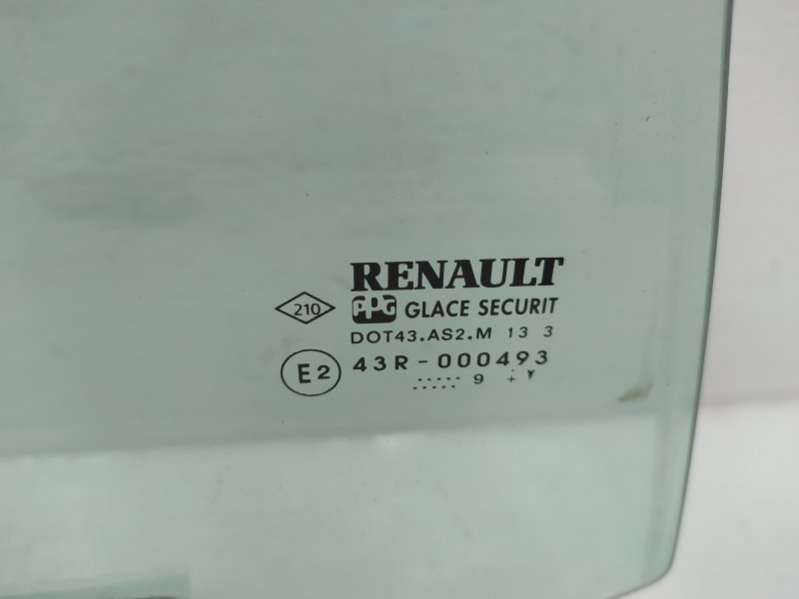 RENAULT
210 PPG GLACE SECURIT
DOT43.AS2.M 13 3
E2 43R-000493
...... 9 .